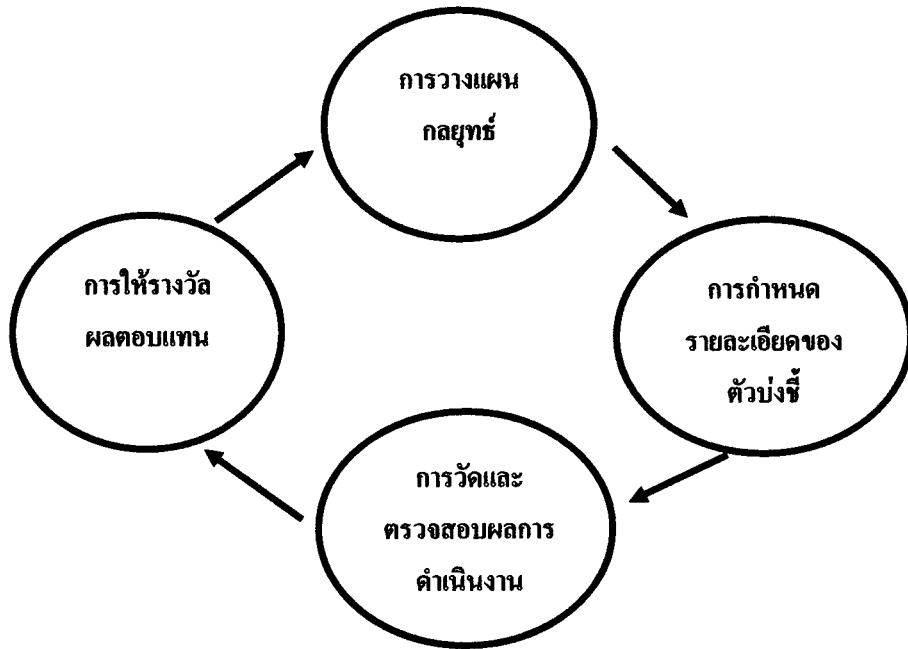 การวางแผน
กลยุทธ์
การกำหนด
รายละเอียดของ
ตัวบ่งชี้
การวัดและ
ตรวจสอบผลการ
ดำเนินงาน
การให้รางวัล
ผลตอบแทน